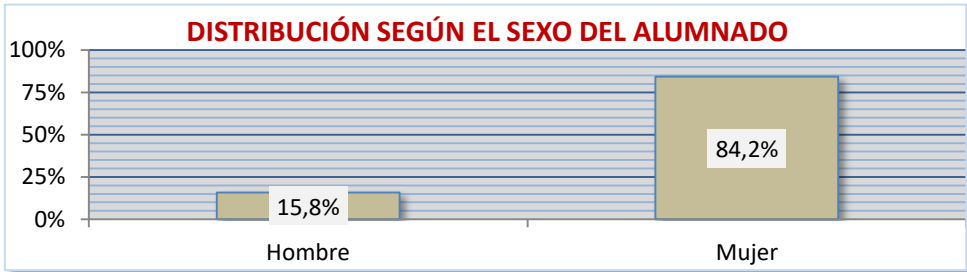 DISTRIBUCIÓN SEGÚN EL SEXO DEL ALUMNADO
100%
75%
50%
25%
0%
84,2%
15,8%
Hombre
Mujer